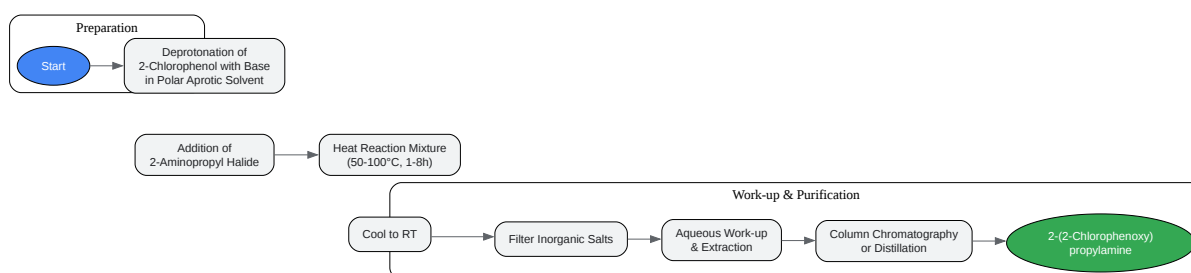 Preparation
Start
Deprotonation of
2-Chlorophenol with Base
in Polar Aprotic Solvent
Addition of
2-Aminopropyl Halide
Heat Reaction Mixture
(50-100°C, 1-8h)
Work-up & Purification
Cool to RT
Filter Inorganic Salts
Aqueous Work-up
& Extraction
Column Chromatography
or Distillation
2-(2-Chlorophenoxy)
propylamine